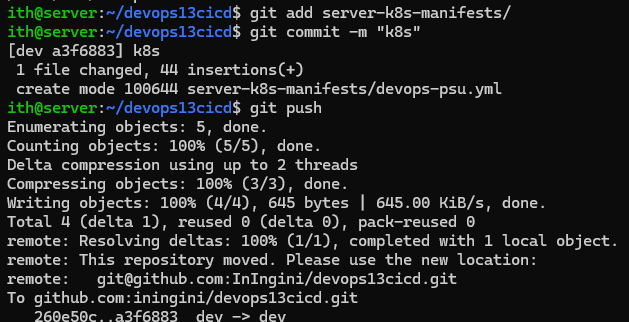 ith@server:~/devops13cicd$ git add server-k8s-manifests/
ith@server:~/devops13cicd$ git commit -m "k8s"
[dev a3f6883] k8s
 1 file changed, 44 insertions(+)
 create mode 100644 server-k8s-manifests/devops-psu.yml
ith@server:~/devops13cicd$ git push
Enumerating objects: 5, done.
Counting objects: 100% (5/5), done.
Delta compression using up to 2 threads
Compressing objects: 100% (3/3), done.
Writing objects: 100% (4/4), 645 bytes | 645.00 KiB/s, done.
Total 4 (delta 1), reused 0 (delta 0), pack-reused 0
remote: Resolving deltas: 100% (1/1), completed with 1 local object.
remote: This repository moved. Please use the new location:
remote:   git@github.com:InIngini/devops13cicd.git
To github.com:iningini/devops13cicd.git
   260e50c..a3f6883  dev -> dev